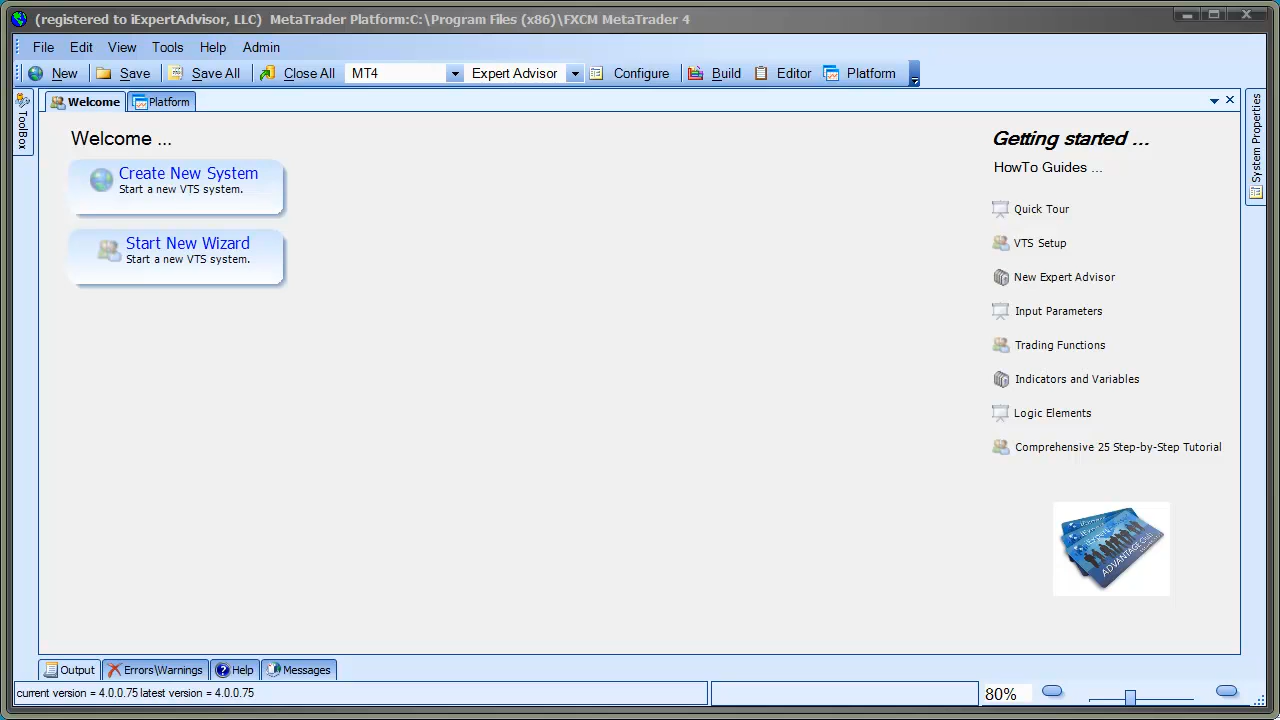 (registered to iExpertAdvisor, LLC) MetaTrader Platform:C:\Program Files (x86)\FXCM MetaTrader 4
File Edit View Tools Help Admin
New Save Save All Close All MT4 Expert Advisor Configure Build Editor Platform
ToolBox
Welcome Platform
System Properties
Welcome ...
Create New System
Start a new VTS system.
Start New Wizard
Start a new VTS system.
Getting started ...
HowTo Guides ...
Quick Tour
VTS Setup
New Expert Advisor
Input Parameters
Trading Functions
Indicators and Variables
Logic Elements
Comprehensive 25 Step-by-Step Tutorial
ADVANTAGE
Output Errors\Warnings Help Messages
current version = 4.0.0.75 latest version = 4.0.0.75
80%